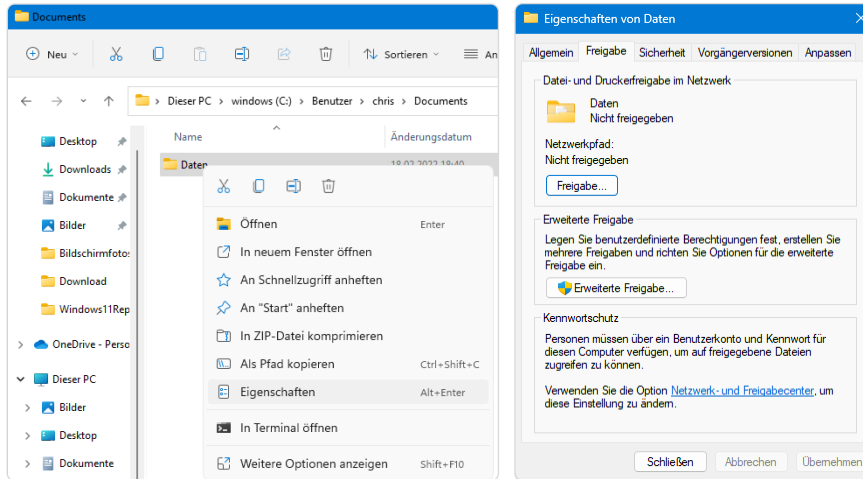 Documents
Neu
Sortieren
An
Dieser PC > windows (C:) > Benutzer > chris > Documents
Name
Änderungsdatum
Desktop
Downloads
Dokumente
Bilder
Bildschirmfotos
Download
Windows11Rep
OneDrive - Perso
Dieser PC
Bilder
Desktop
Dokumente
Daten
18.02.2022 18:40
Öffnen Enter
In neuem Fenster öffnen
An Schnellzugriff anheften
An "Start" anheften
In ZIP-Datei komprimieren
Als Pfad kopieren Ctrl+Shift+C
Eigenschaften Alt+Enter
In Terminal öffnen
Weitere Optionen anzeigen Shift+F10
Eigenschaften von Daten
Allgemein Freigabe Sicherheit Vorgängerversionen Anpassen
Datei- und Druckerfreigabe im Netzwerk
Daten
Nicht freigegeben
Netzwerkpfad:
Nicht freigegeben
Freigabe...
Erweiterte Freigabe
Legen Sie benutzerdefinierte Berechtigungen fest, erstellen Sie
mehrere Freigaben und richten Sie Optionen für die erweiterte
Freigabe ein.
Erweiterte Freigabe...
Kennwortschutz
Personen müssen über ein Benutzerkonto und Kennwort für
diesen Computer verfügen, um auf freigegebene Dateien
zugreifen zu können.
Verwenden Sie die Option Netzwerk- und Freigabecenter, um
diese Einstellung zu ändern.
Schließen Abbrechen Übernehmen